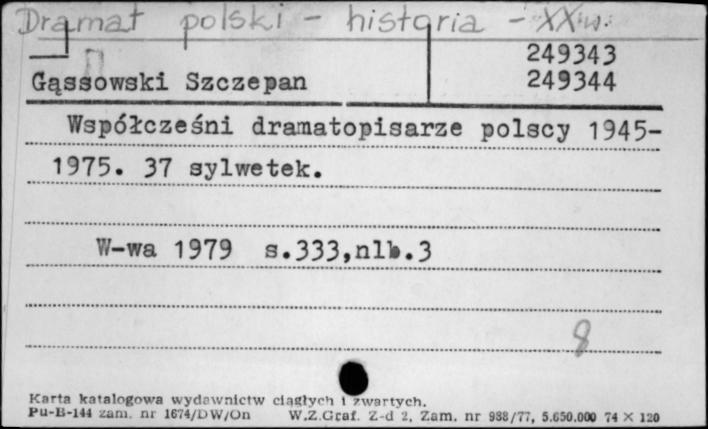 Dramat polski - historia - XX w.
249343
Gąssowski Szczepan 249344
Współcześni dramatopisarze polscy 1945-
1975. 37 sylwetek.
W-wa 1979 s.333,nlb.3
8
Karta katalogowa wydawnictw ciągłych i zwartych.
Pu-B-144 zam. nr 1674/DW/On W.Z.Graf. Z-d 2, Zam. nr 988/77, 5.650.000 74 × 120